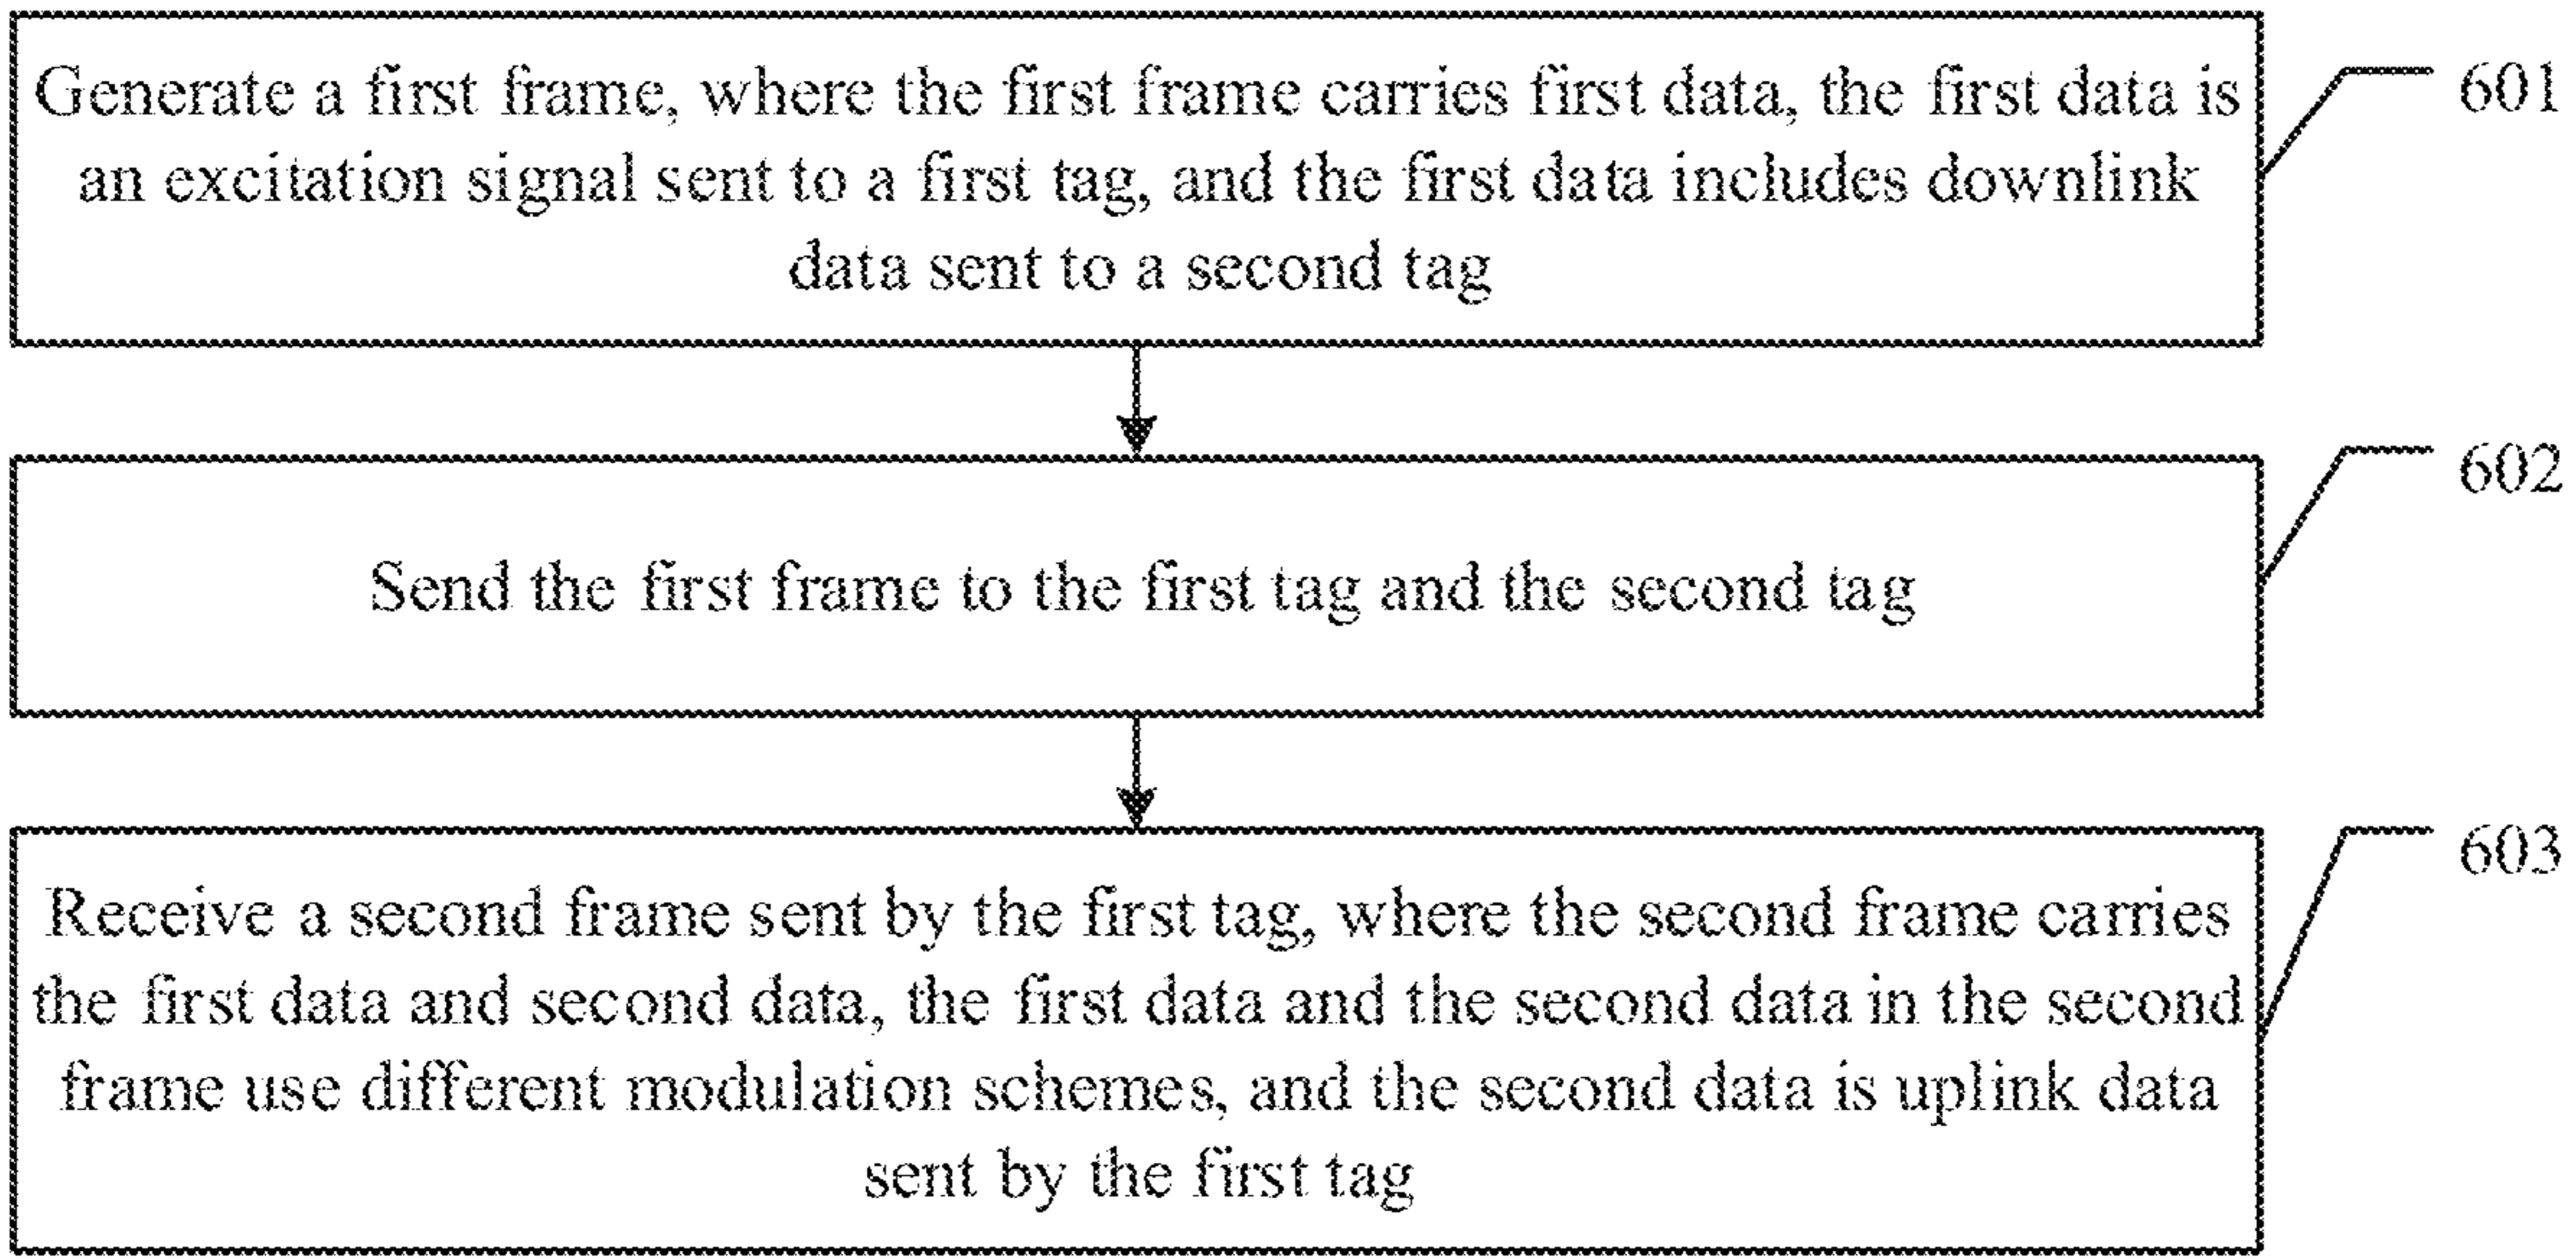 Generate a first frame, where the first frame carries first data, the first data is
an excitation signal sent to a first tag, and the first data includes downlink
data sent to a second tag
601
Send the first frame to the first tag and the second tag
602
Receive a second frame sent by the first tag, where the second frame carries
the first data and second data, the first data and the second data in the second
frame use different modulation schemes, and the second data is uplink data
sent by the first tag
603